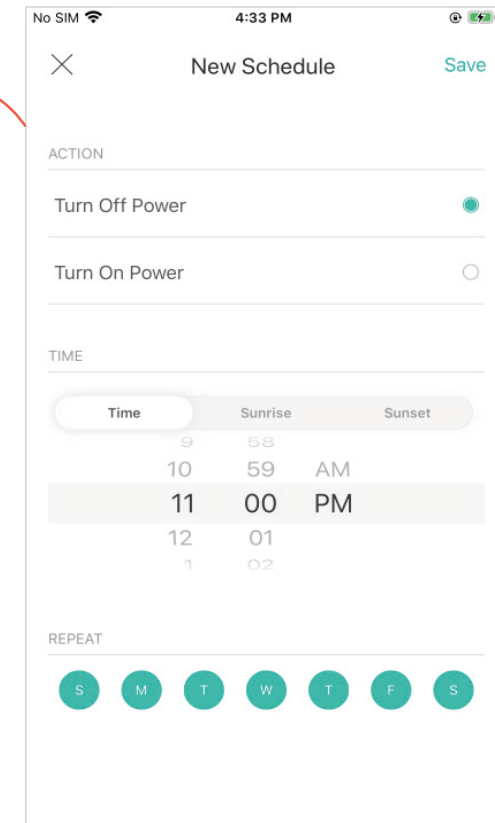 No SIM 4:33 PM
New Schedule Save
ACTION
Turn Off Power
Turn On Power
TIME
Time Sunrise Sunset
9 58
10 59 AM
11 00 PM
12 01
1 02
REPEAT
S M T W T F S